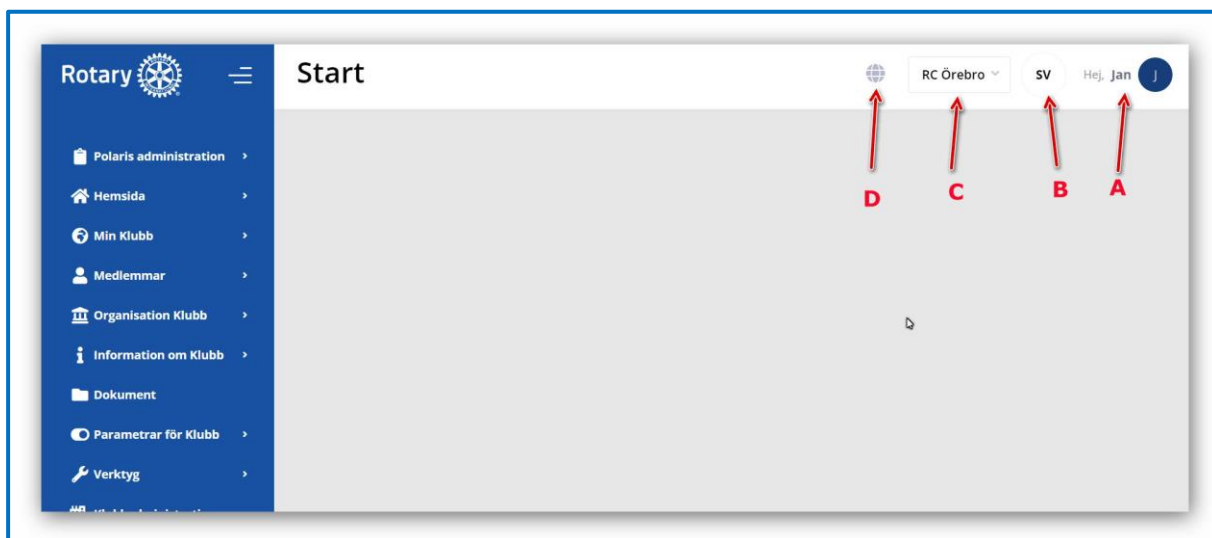 Rotary
Start
RC Örebro
SV
Hej, Jan
J
D
C
B
A
Polaris administration
Hemsida
Min Klubb
Medlemmar
Organisation Klubb
Information om Klubb
Dokument
Parametrar för Klubb
Verktyg